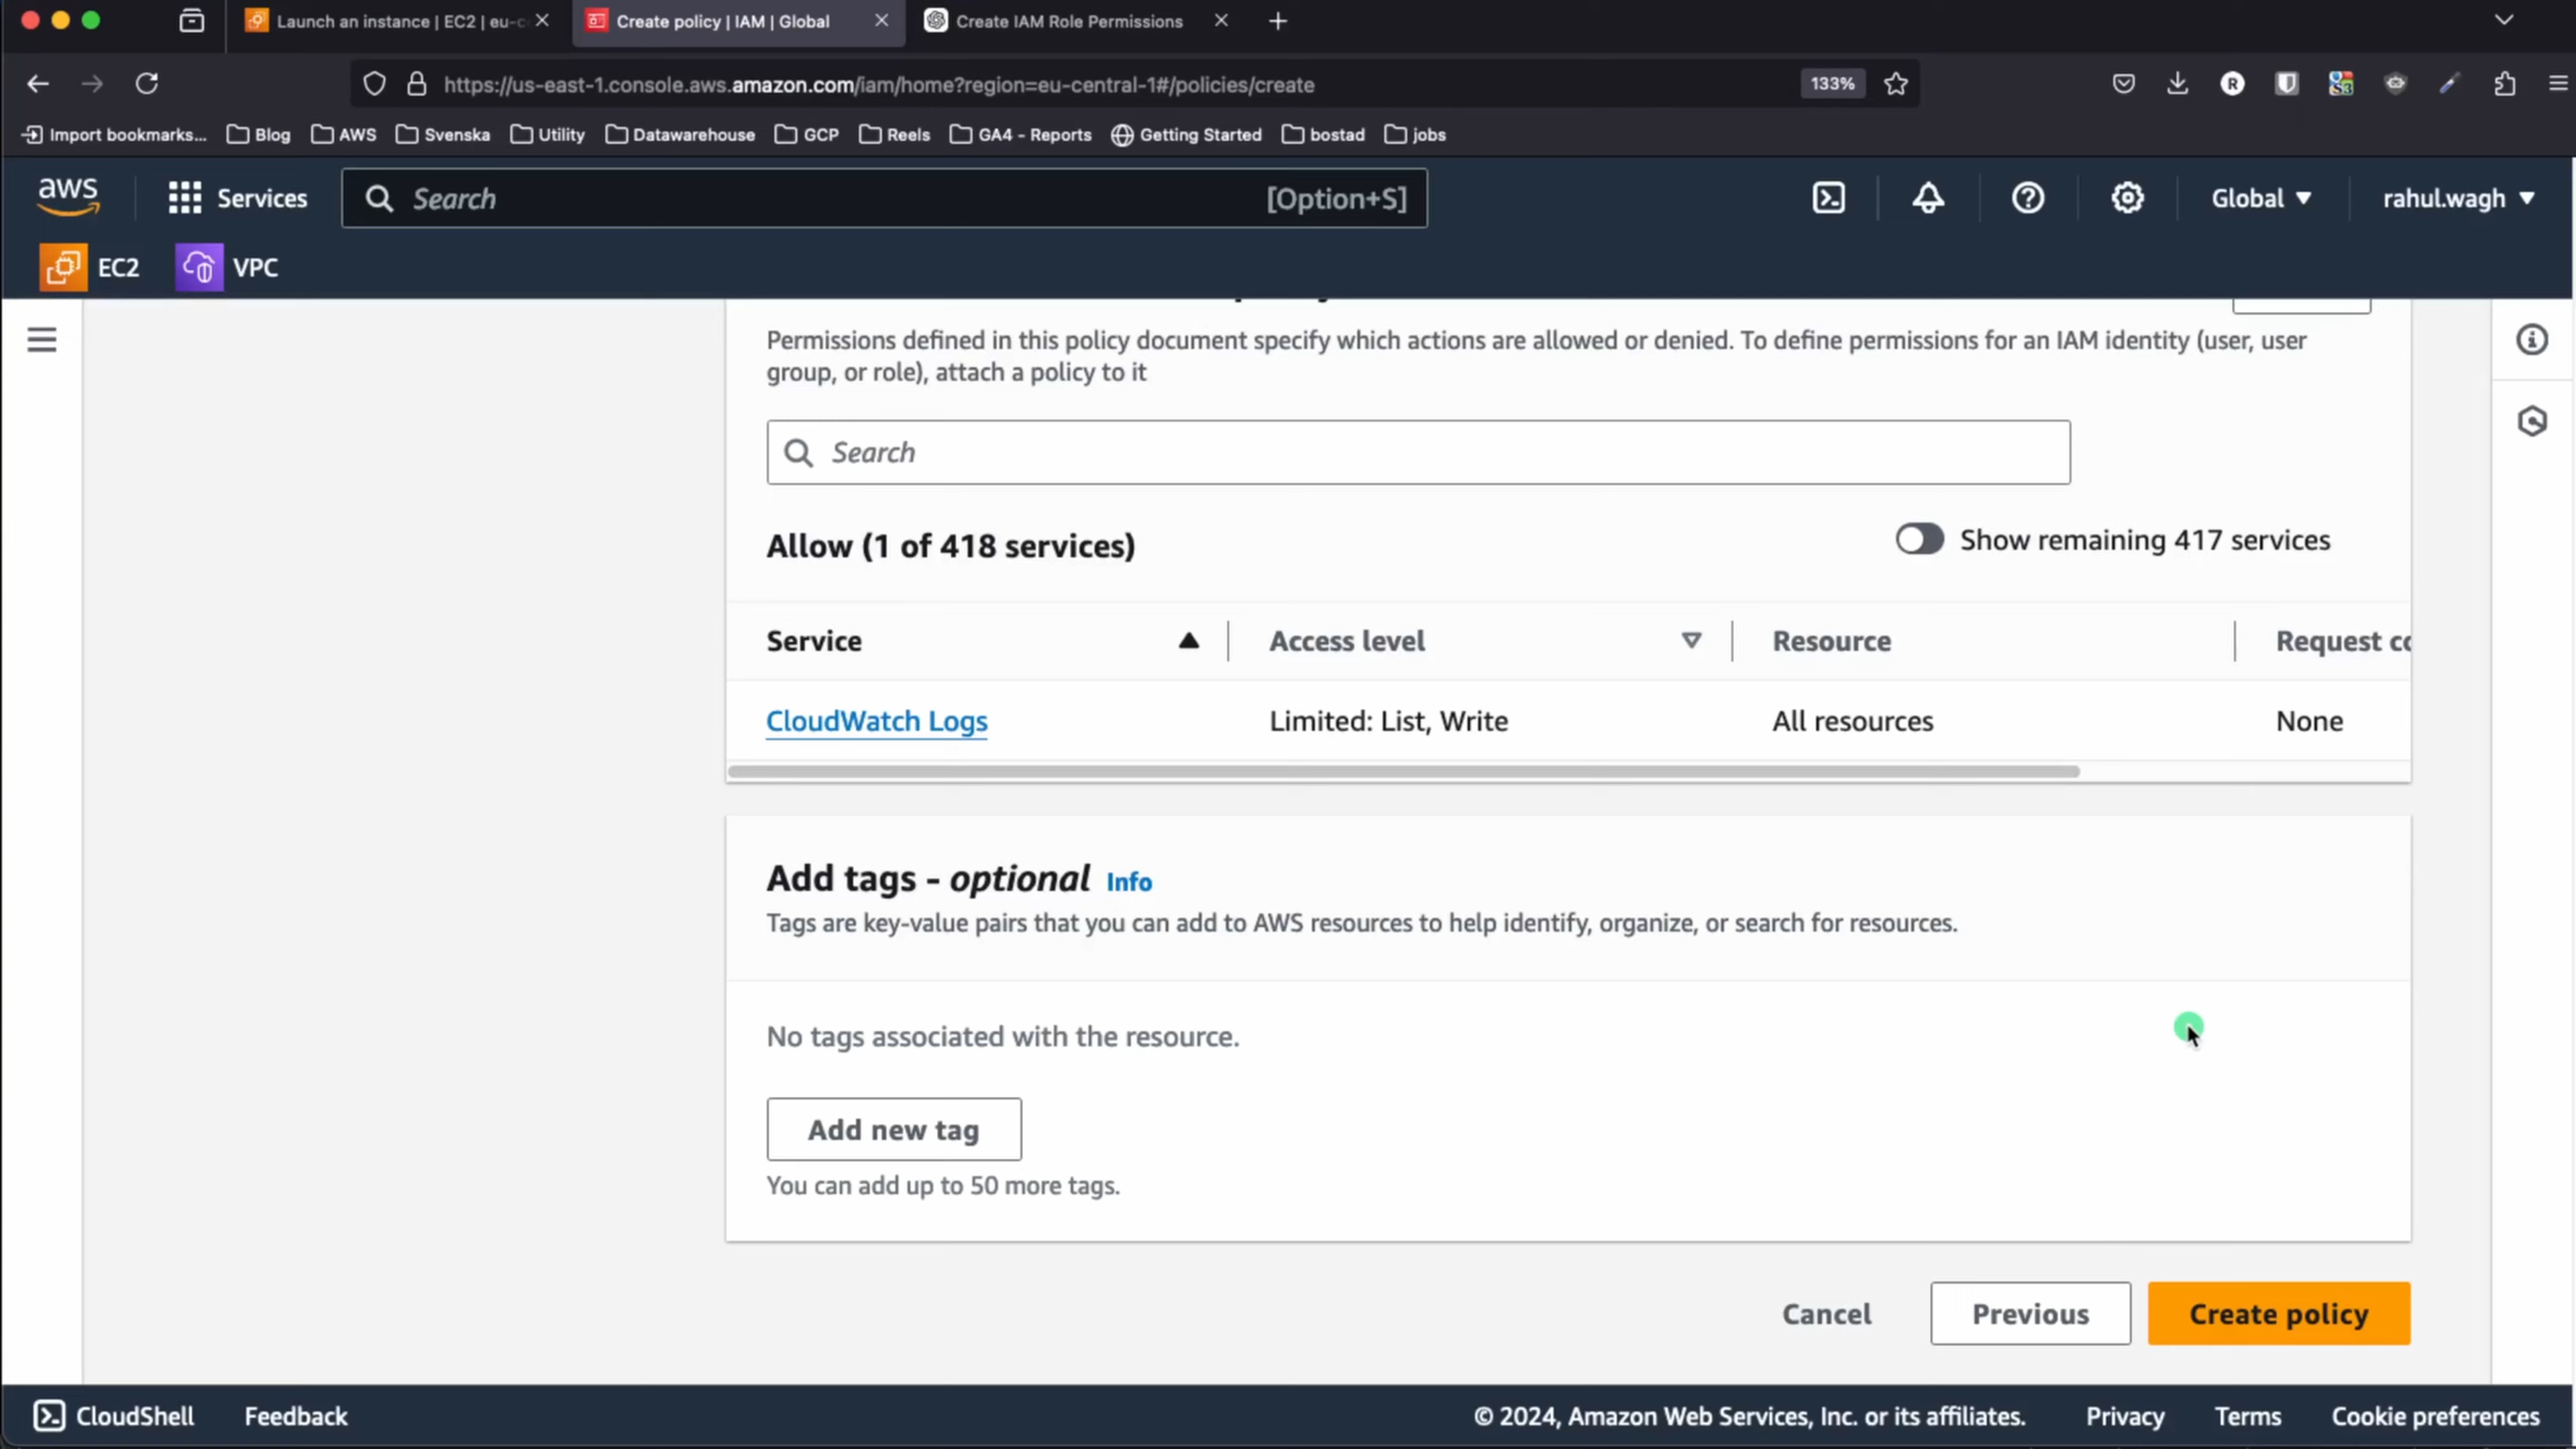 Launch an instance | EC2 | eu-c
Create policy | IAM | Global
Create IAM Role Permissions
https://us-east-1.console.aws.amazon.com/iam/home?region=eu-central-1#/policies/create
133%
Import bookmarks...
Blog
AWS
Svenska
Utility
Datawarehouse
GCP
Reels
GA4 - Reports
Getting Started
bostad
jobs
aws
Services
Search
[Option+S]
Global
rahul.wagh
EC2
VPC
Permissions defined in this policy document specify which actions are allowed or denied. To define permissions for an IAM identity (user, user
group, or role), attach a policy to it
Search
Allow (1 of 418 services)
Show remaining 417 services
Service
Access level
Resource
Request co
CloudWatch Logs
Limited: List, Write
All resources
None
Add tags - optional Info
Tags are key-value pairs that you can add to AWS resources to help identify, organize, or search for resources.
No tags associated with the resource.
Add new tag
You can add up to 50 more tags.
Cancel
Previous
Create policy
CloudShell
Feedback
© 2024, Amazon Web Services, Inc. or its affiliates.
Privacy
Terms
Cookie preferences